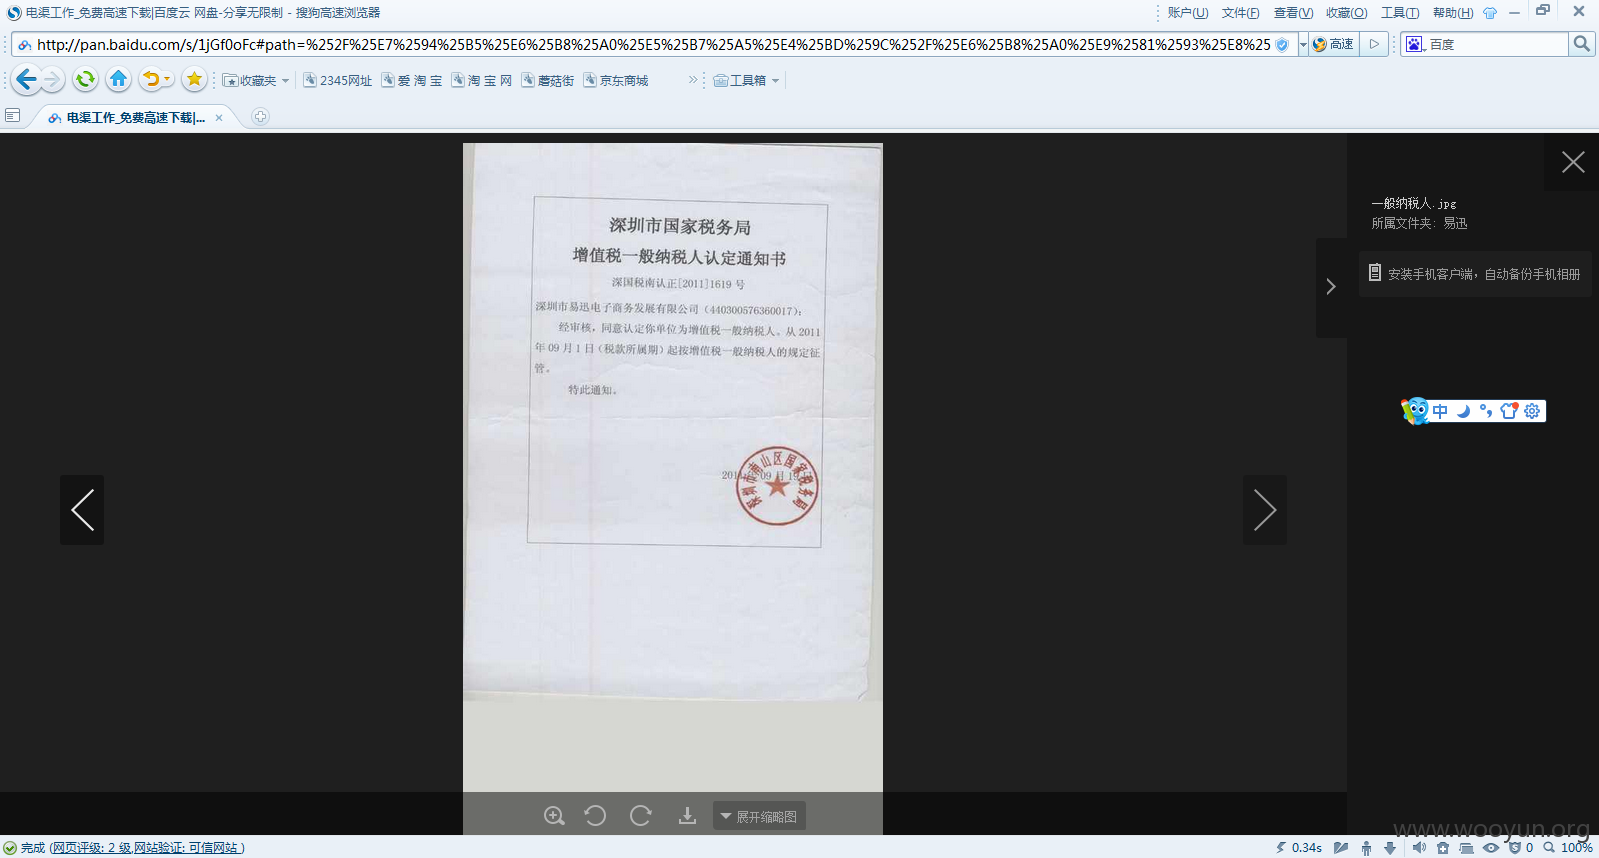 电渠工作_免费高速下载|百度云 网盘-分享无限制 - 搜狗高速浏览器
账户(U) 文件(F) 查看(V) 收藏(O) 工具(T) 帮助(H)
http://pan.baidu.com/s/1jGf0oFc#path=%252F%25E7%2594%25B5%25E6%25B8%25A0%25E5%25B7%25A5%25E4%25BD%259C%252F%25E6%25B8%25A0%25E9%2581%2593%25E8%25
高速
百度
收藏夹 2345网址 爱 淘 宝 淘 宝 网 蘑菇街 京东商城 » 工具箱
电渠工作_免费高速下载|...
一般纳税人.jpg
所属文件夹: 易迅
安装手机客户端，自动备份手机相册
深圳市国家税务局
增值税一般纳税人认定通知书
深国税南认正[2011]1619 号
深圳市易迅电子商务发展有限公司（440300576360017）:
经审核，同意认定你单位为增值税一般纳税人、从 2011
年 09 月 1 日（税款所属期）起按增值税一般纳税人的规定征
管。
特此通知。
2011年 09 月 19 日
深圳市南山区国家税务局
中
展开缩略图
www.wooyun.org
完成 (网页评级: 2 级,网站验证: 可信网站 )
0.34s
0
100%